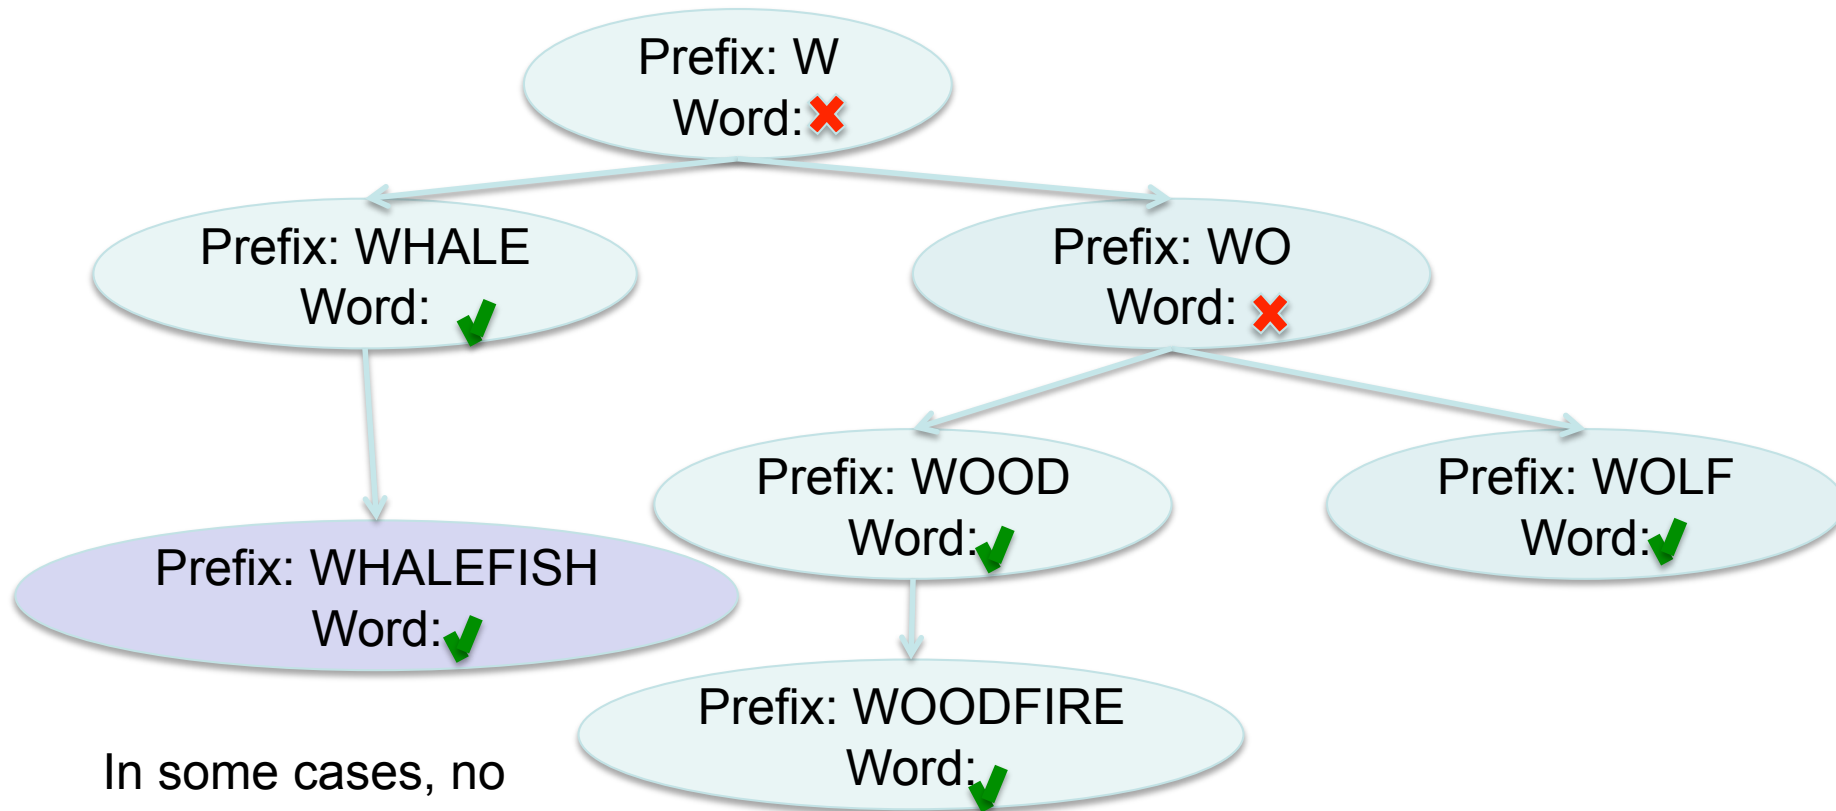 Prefix: W
Word:
Prefix: WHALE
Word:
Prefix: WO
Word:
Prefix: WOOD
Word:
Prefix: WOLF
Word:
Prefix: WHALEFISH
Word:
Prefix: WOODFIRE
Word:
In some cases, no